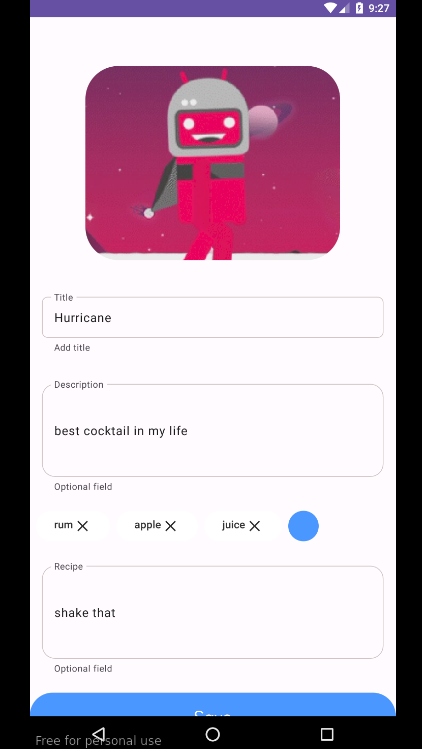 9:27
Title
Hurricane
Add title
Description
best cocktail in my life
Optional field
rum apple juice
Recipe
shake that
Optional field
Save
Free for personal use